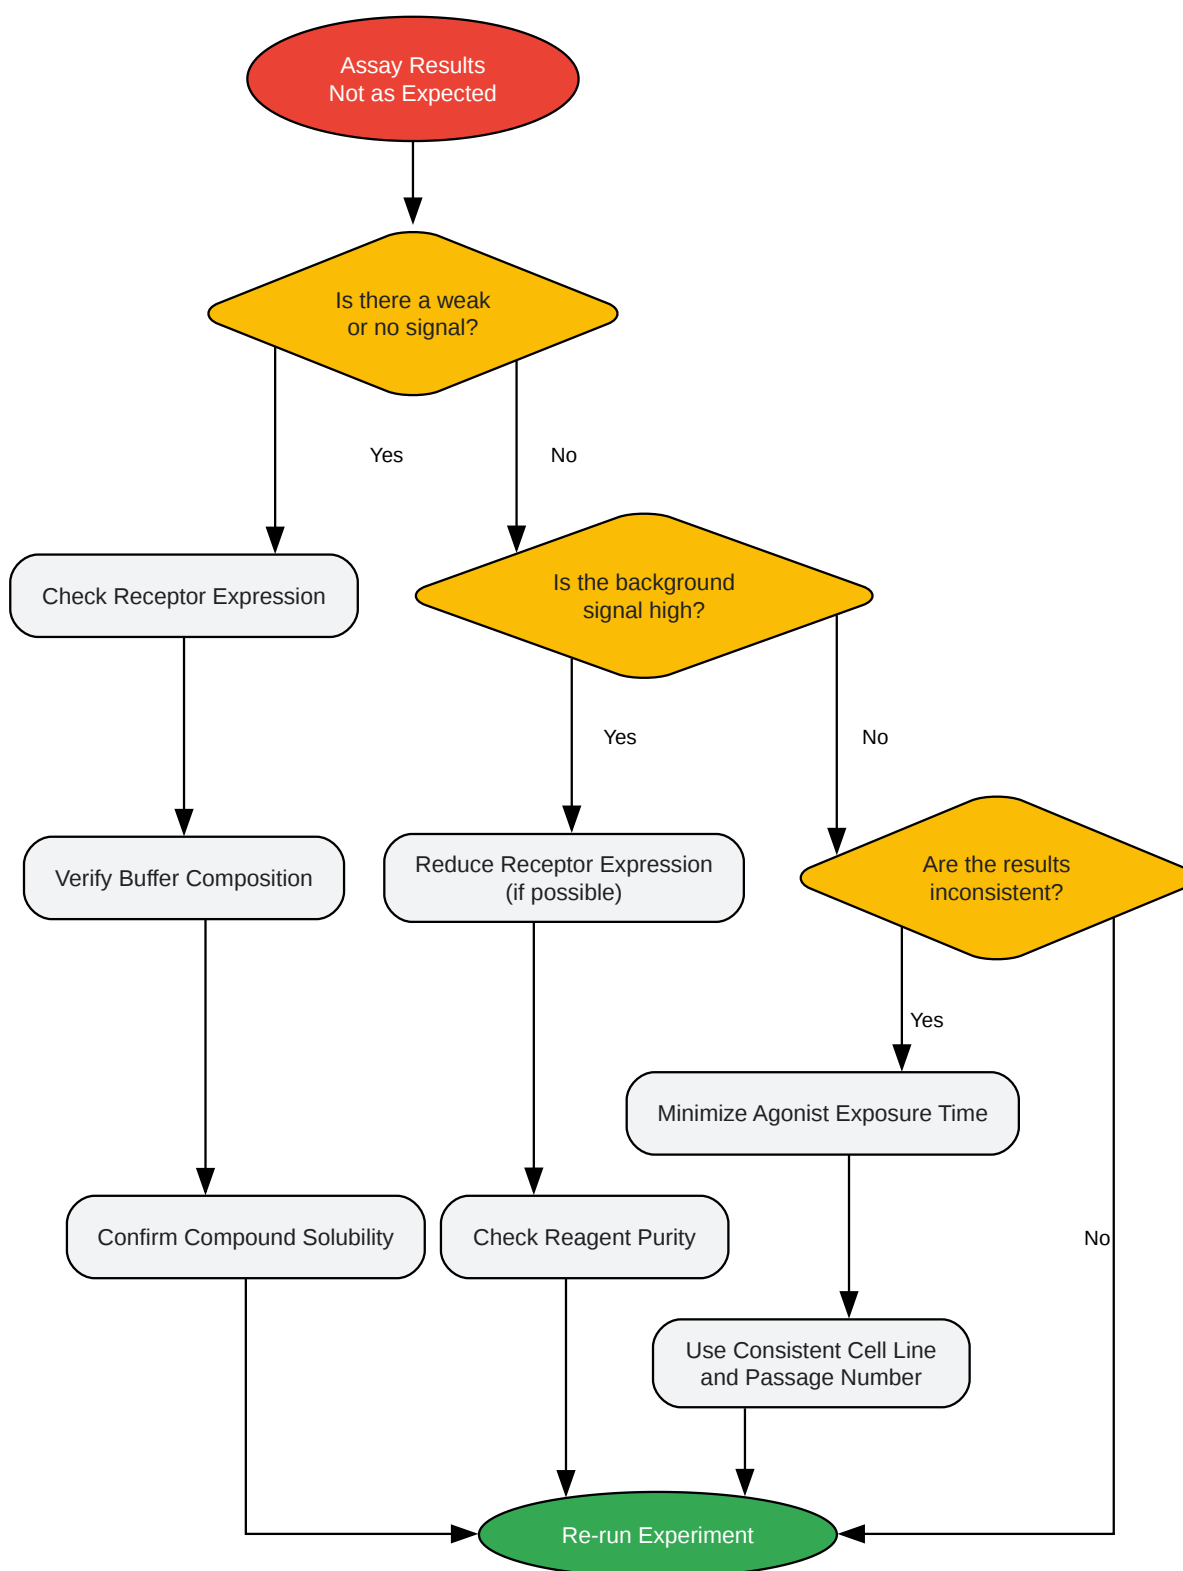 Assay Results
Not as Expected
Is there a weak
or no signal?
Yes
No
Check Receptor Expression
Is the background
signal high?
Yes
No
Verify Buffer Composition
Reduce Receptor Expression
(if possible)
Are the results
inconsistent?
Yes
Minimize Agonist Exposure Time
Confirm Compound Solubility
Check Reagent Purity
No
Use Consistent Cell Line
and Passage Number
Re-run Experiment